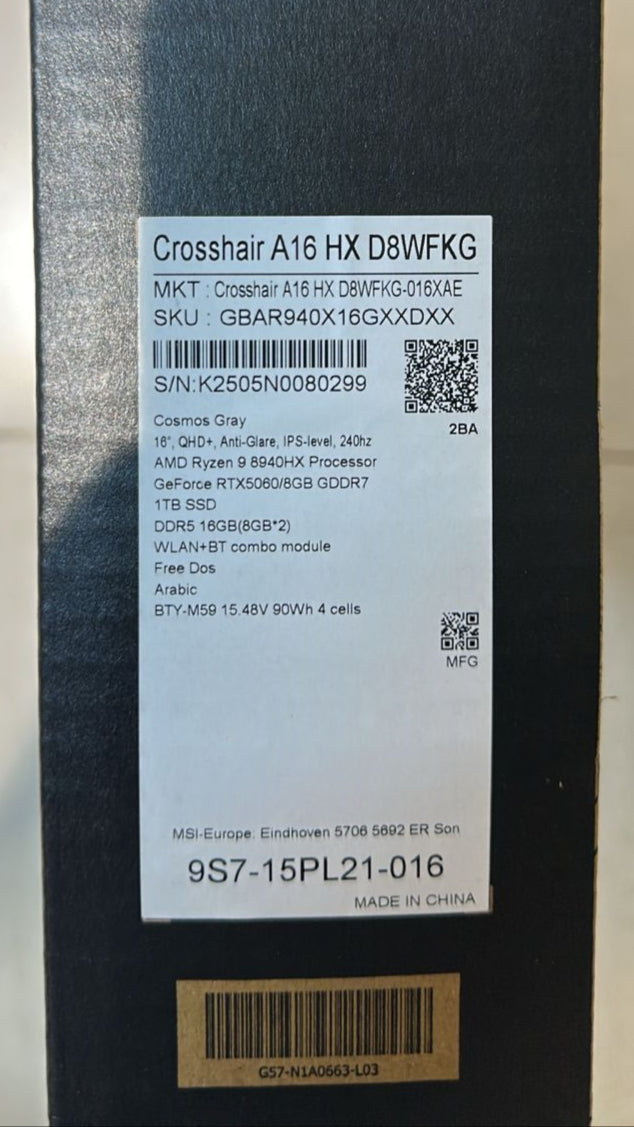 Crosshair A16 HX D8WFKG
MKT : Crosshair A16 HX D8WFKG-016XAE
SKU : GBAR940X16GXXDXX
S/N:K2505N0080299
2BA
Cosmos Gray
16", QHD+, Anti-Glare, IPS-level, 240hz
AMD Ryzen 9 8940HX Processor
GeForce RTX5060/8GB GDDR7
1TB SSD
DDR5 16GB(8GB*2)
WLAN+BT combo module
Free Dos
Arabic
BTY-M59 15.48V 90Wh 4 cells
MFG
MSI-Europe: Eindhoven 5706 5692 ER Son
9S7-15PL21-016
MADE IN CHINA
G57-N1A0663-L03